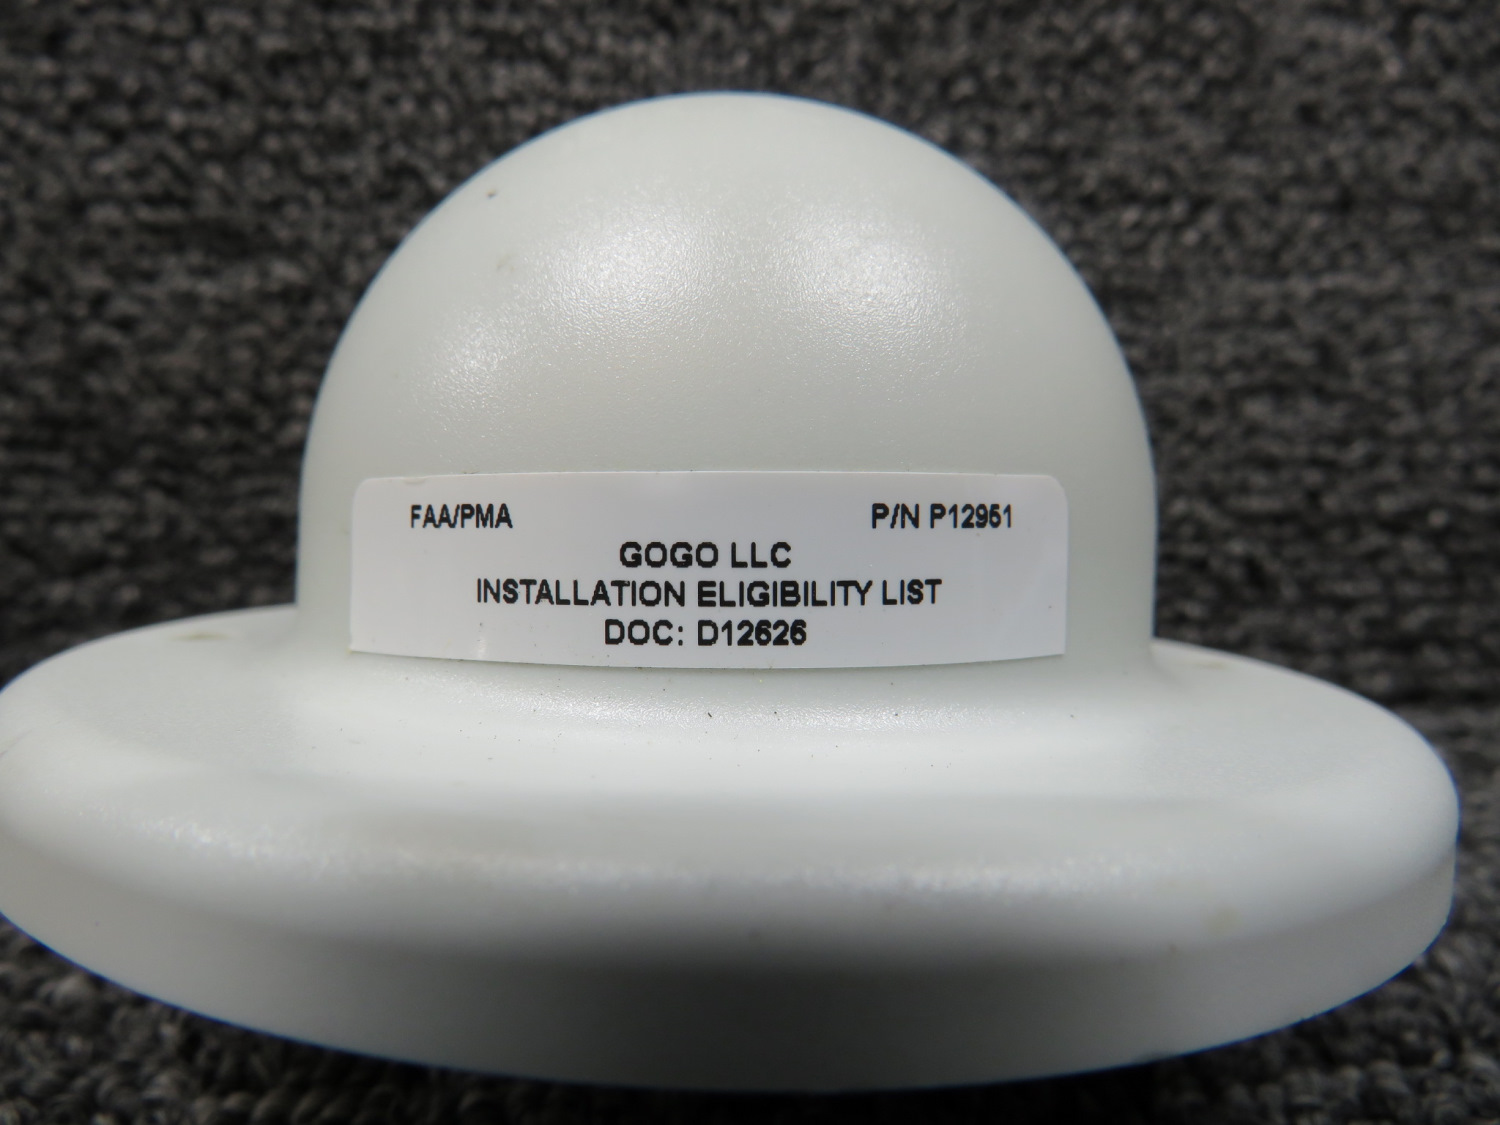 FAA/PMA P/N P12951
GOGO LLC
INSTALLATION ELIGIBILITY LIST
DOC: D12626